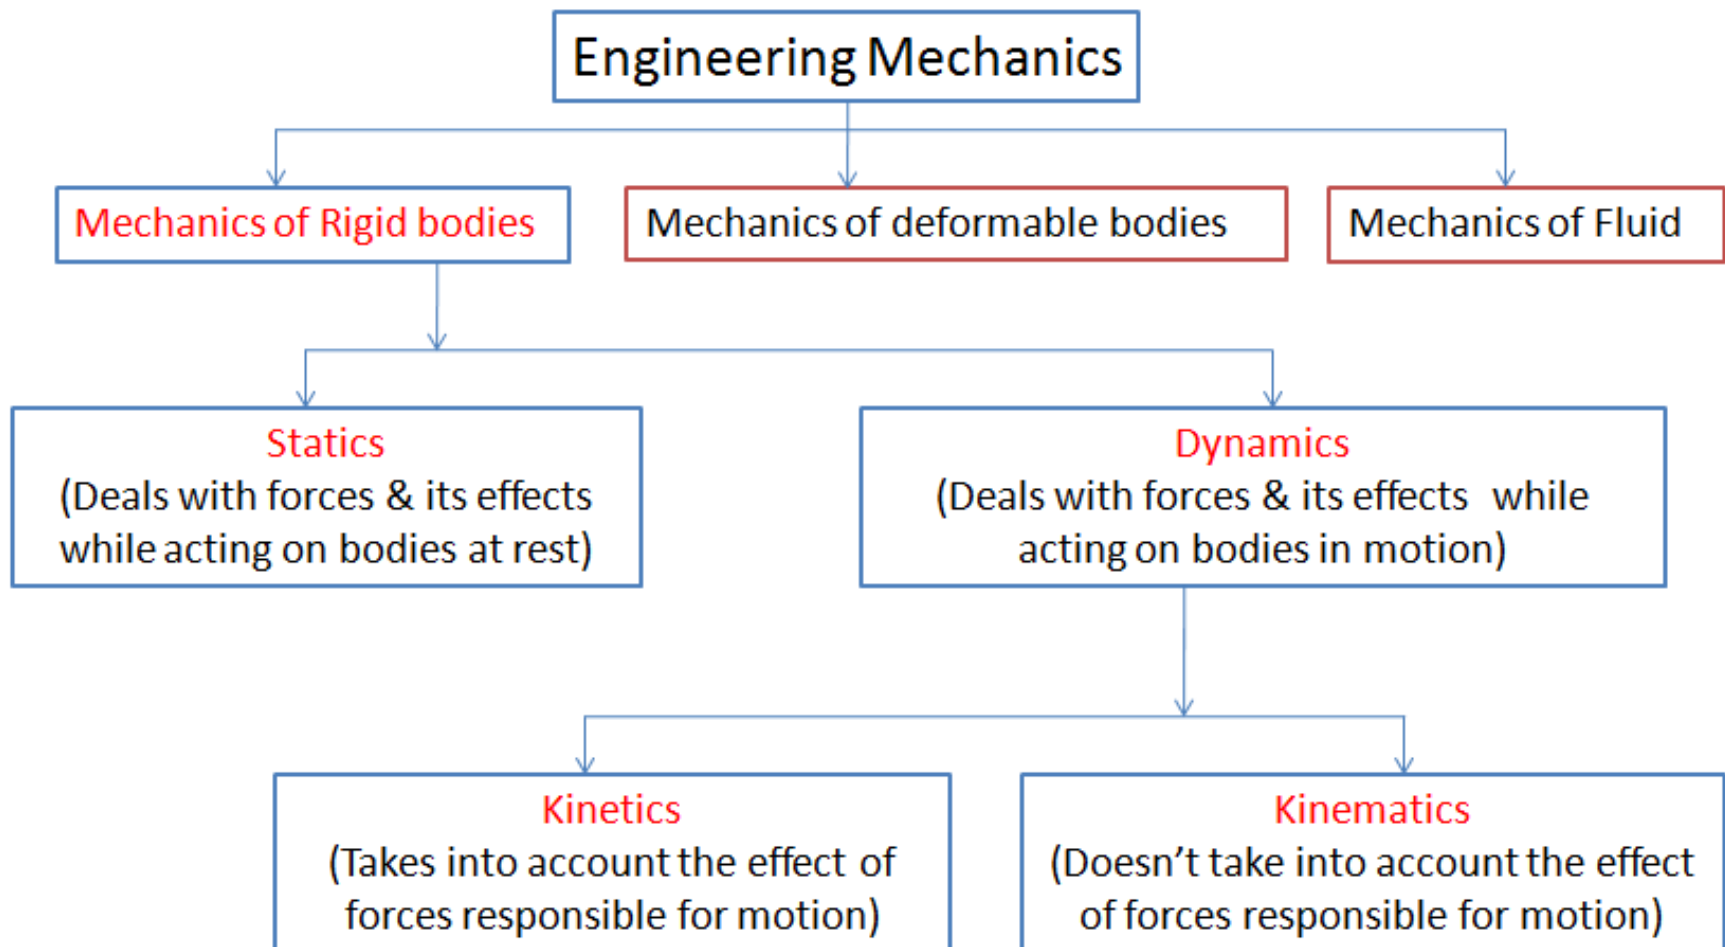 Engineering Mechanics
Mechanics of Rigid bodies
Mechanics of deformable bodies
Mechanics of Fluid
Statics
(Deals with forces & its effects
while acting on bodies at rest)
Dynamics
(Deals with forces & its effects while
acting on bodies in motion)
Kinetics
(Takes into account the effect of
forces responsible for motion)
Kinematics
(Doesn’t take into account the effect
of forces responsible for motion)